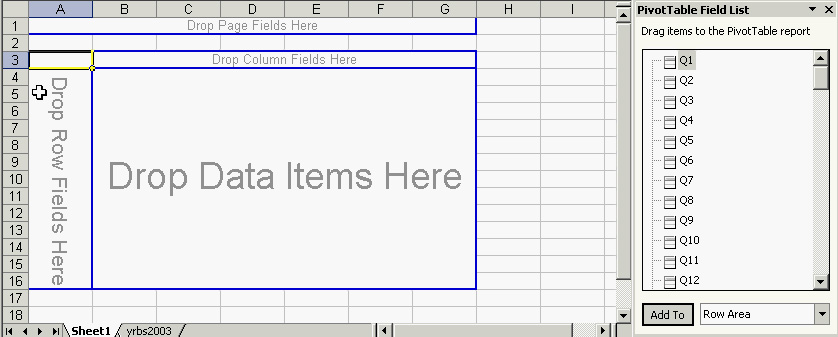 A B C D E F G H I
PivotTable Field List
1 Drop Page Fields Here
Drag items to the PivotTable report
2
3 Drop Column Fields Here
4
5
6
7
8
9
10
11
12
13
14
15
16
17
18
Drop Row Fields Here
Drop Data Items Here
Q1
Q2
Q3
Q4
Q5
Q6
Q7
Q8
Q9
Q10
Q11
Q12
Add To Row Area
Sheet1 yrbs2003